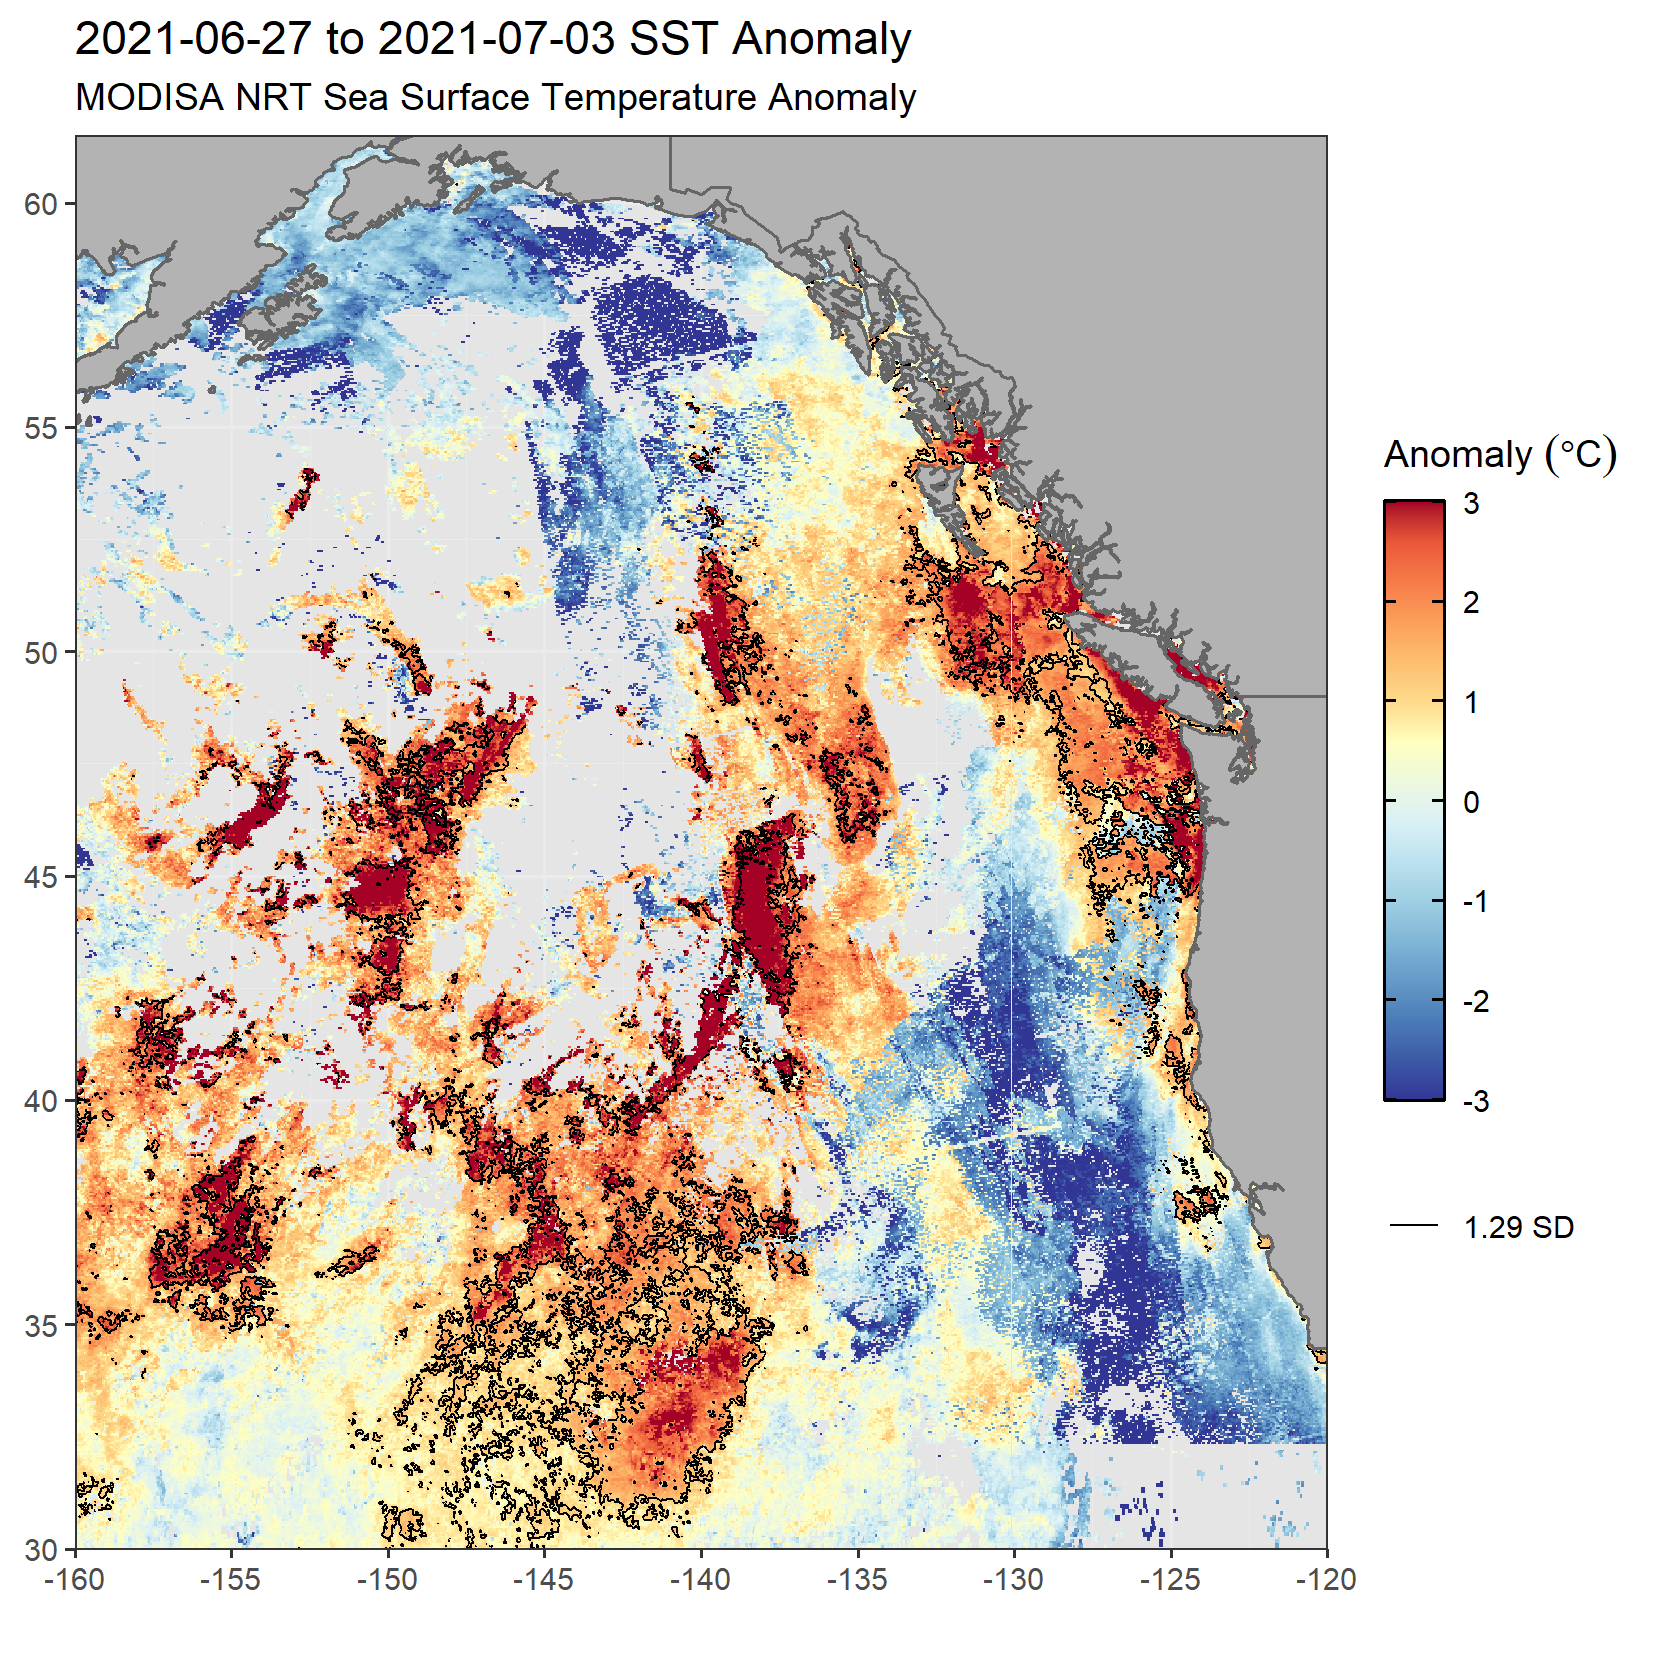 2021-06-27 to 2021-07-03 SST Anomaly
MODISA NRT Sea Surface Temperature Anomaly
60
55
50
45
40
35
30
-160 -155 -150 -145 -140 -135 -130 -125 -120
Anomaly (°C)
3
2
1
0
-1
-2
-3
1.29 SD